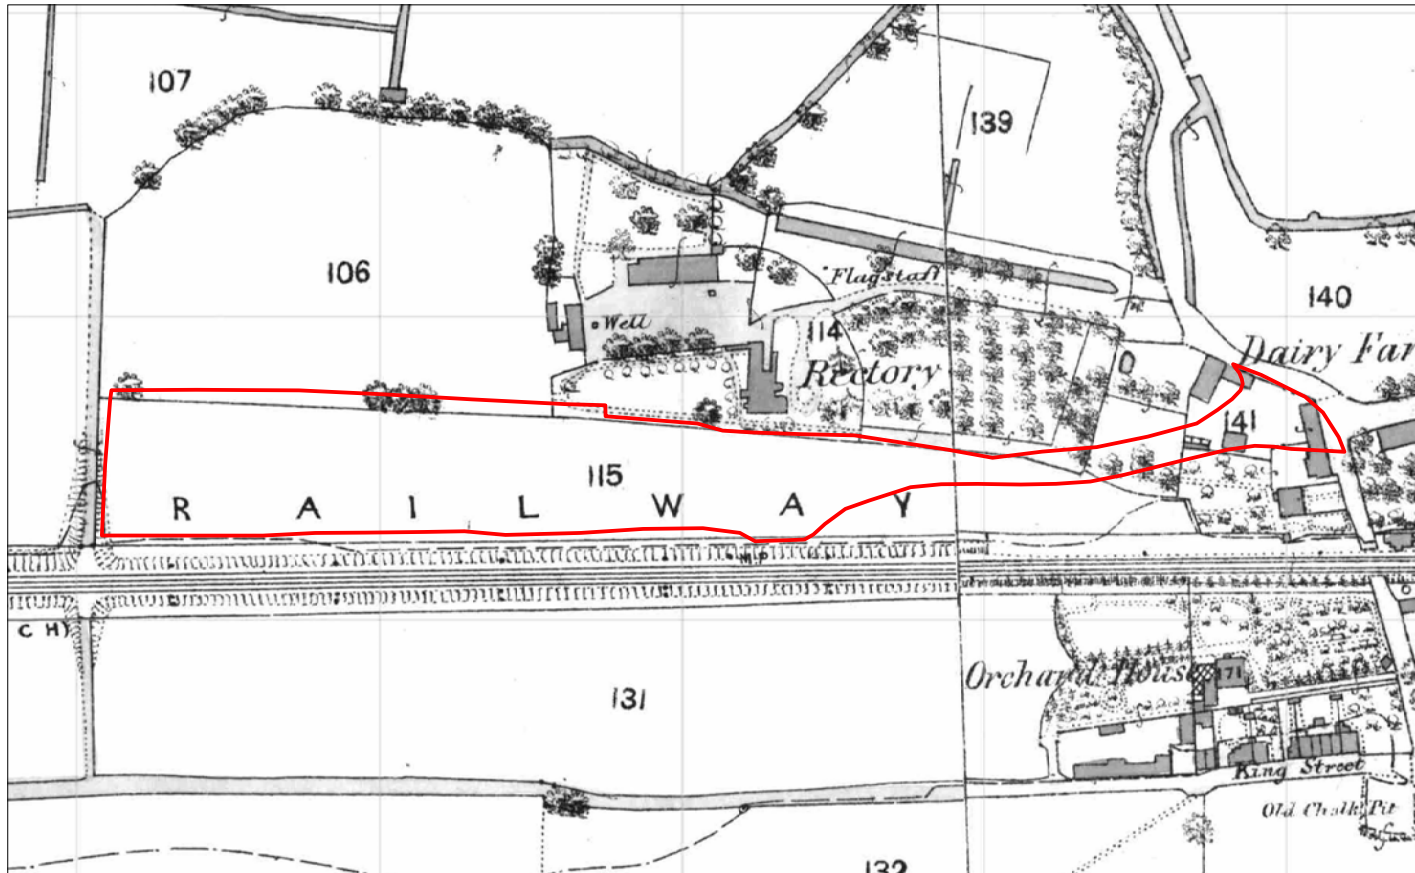 107
139
106
140
Flagstaff
Well
114
Dairy Far
Rectory
141
115
RAILWAY
M.P
C H)
Orchard House
171
131
King Street
Old Chalk Pit
132